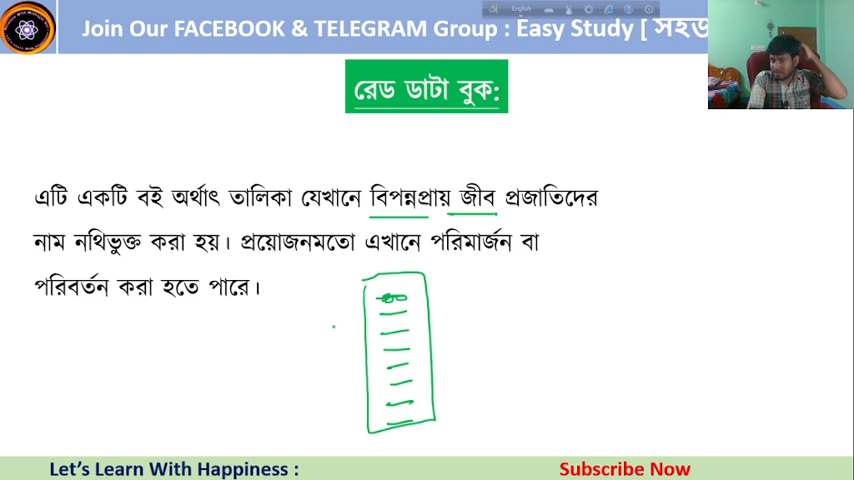 Join Our FACEBOOK & TELEGRAM Group : Easy Study [ সহজ
English
রেড ডাটা বুক:
এটি একটি বই অর্থাৎ তালিকা যেখানে বিপন্নপ্রায় জীব প্রজাতিদের
নাম নথিভুক্ত করা হয়। প্রয়োজনমতো এখানে পরিমার্জন বা
পরিবর্তন করা হতে পারে।
Let's Learn With Happiness :
Subscribe Now